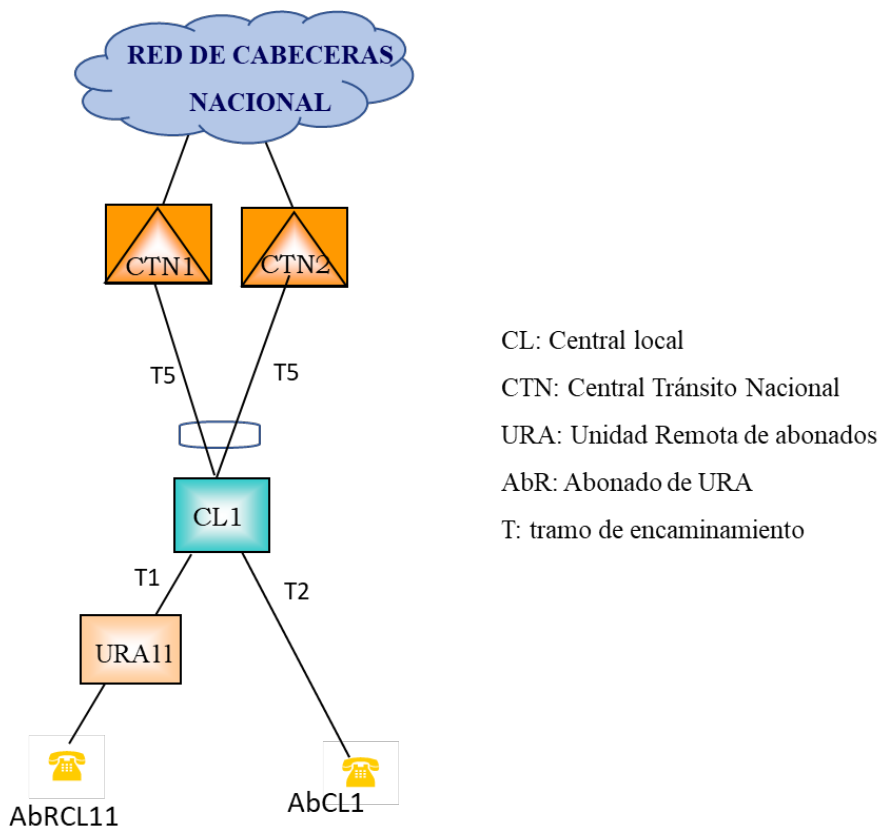 RED DE CABECERAS
NACIONAL
CTN1
CTN2
T5
T5
CL1
T1
T2
URA11
AbRCL11
AbCL1
CL: Central local
CTN: Central Tránsito Nacional
URA: Unidad Remota de abonados
AbR: Abonado de URA
T: tramo de encaminamiento